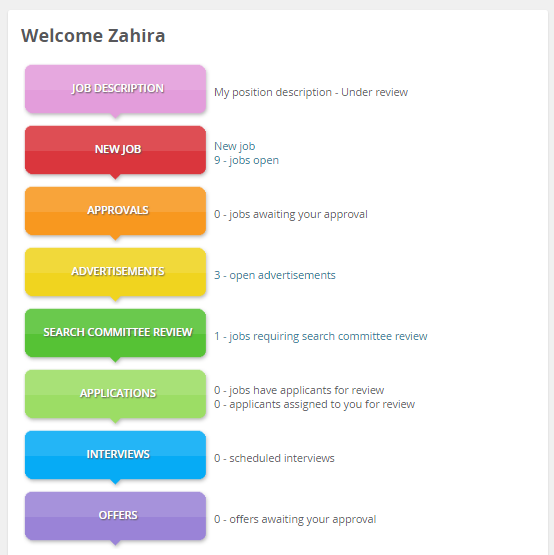 Welcome Zahira
JOB DESCRIPTION
My position description - Under review
NEW JOB
New job
9 - jobs open
APPROVALS
0 - jobs awaiting your approval
ADVERTISEMENTS
3 - open advertisements
SEARCH COMMITTEE REVIEW
1 - jobs requiring search committee review
APPLICATIONS
0 - jobs have applicants for review
0 - applicants assigned to you for review
INTERVIEWS
0 - scheduled interviews
OFFERS
0 - offers awaiting your approval